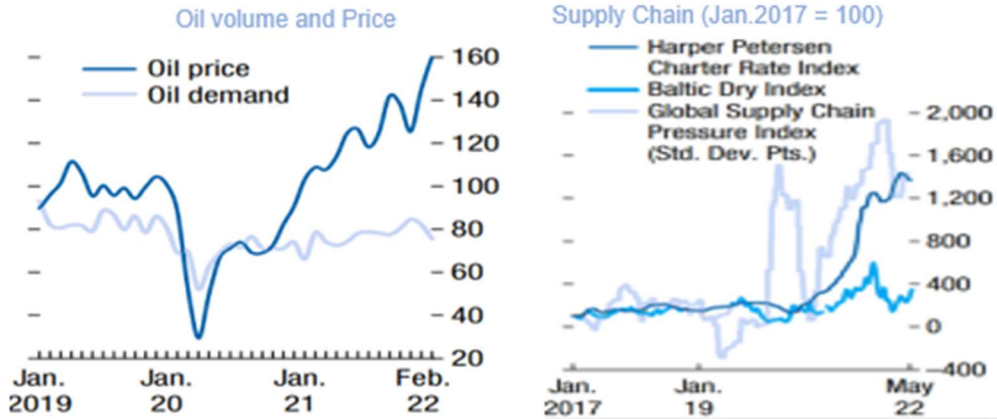 Oil volume and Price
Oil price
Oil demand
160
140
120
100
80
60
40
20
Jan.
2019
Jan.
20
Jan.
21
Feb.
22
Supply Chain (Jan.2017 = 100)
Harper Petersen
Charter Rate Index
Baltic Dry Index
Global Supply Chain
Pressure Index
(Std. Dev. Pts.)
2,000
1,600
1,200
800
400
0
-400
Jan.
2017
Jan.
19
May
22